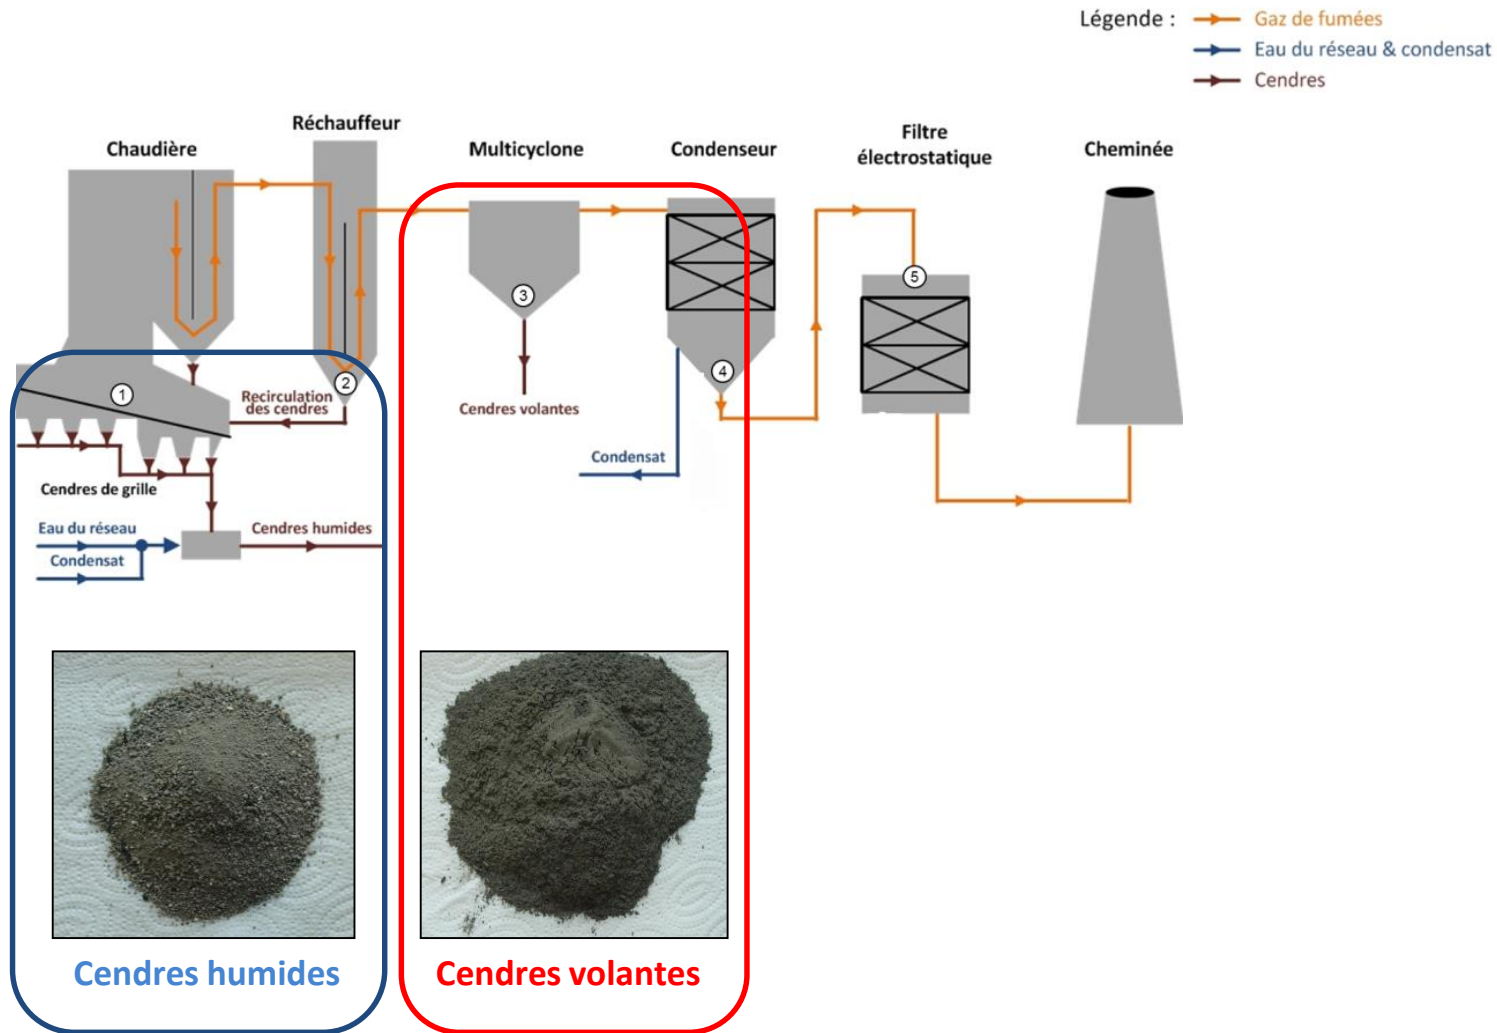 Légende :
Gaz de fumées
Eau du réseau & condensat
Cendres
Chaudière
Réchauffeur
Multicyclone
Condenseur
Filtre
électrostatique
Cheminée
1
2
3
4
5
Recirculation
des cendres
Cendres de grille
Eau du réseau
Condensat
Cendres humides
Cendres volantes
Condensat
Cendres humides
Cendres volantes